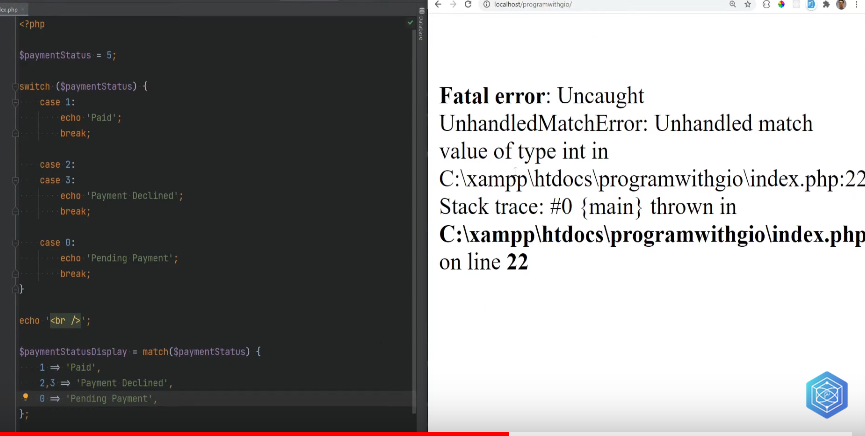 ex.php
<?php
$paymentStatus = 5;
switch ($paymentStatus) {
case 1:
echo 'Paid';
break;
case 2:
case 3:
echo 'Payment Declined';
break;
case 0:
echo 'Pending Payment';
break;
}
echo '<br />';
$paymentStatusDisplay = match($paymentStatus) {
1 => 'Paid',
2,3 => 'Payment Declined',
0 => 'Pending Payment',
};
Database
localhost/programwithgio/
Fatal error: Uncaught
UnhandledMatchError: Unhandled match
value of type int in
C:\xampp\htdocs\programwithgio\index.php:22
Stack trace: #0 {main} thrown in
C:\xampp\htdocs\programwithgio\index.php
on line 22